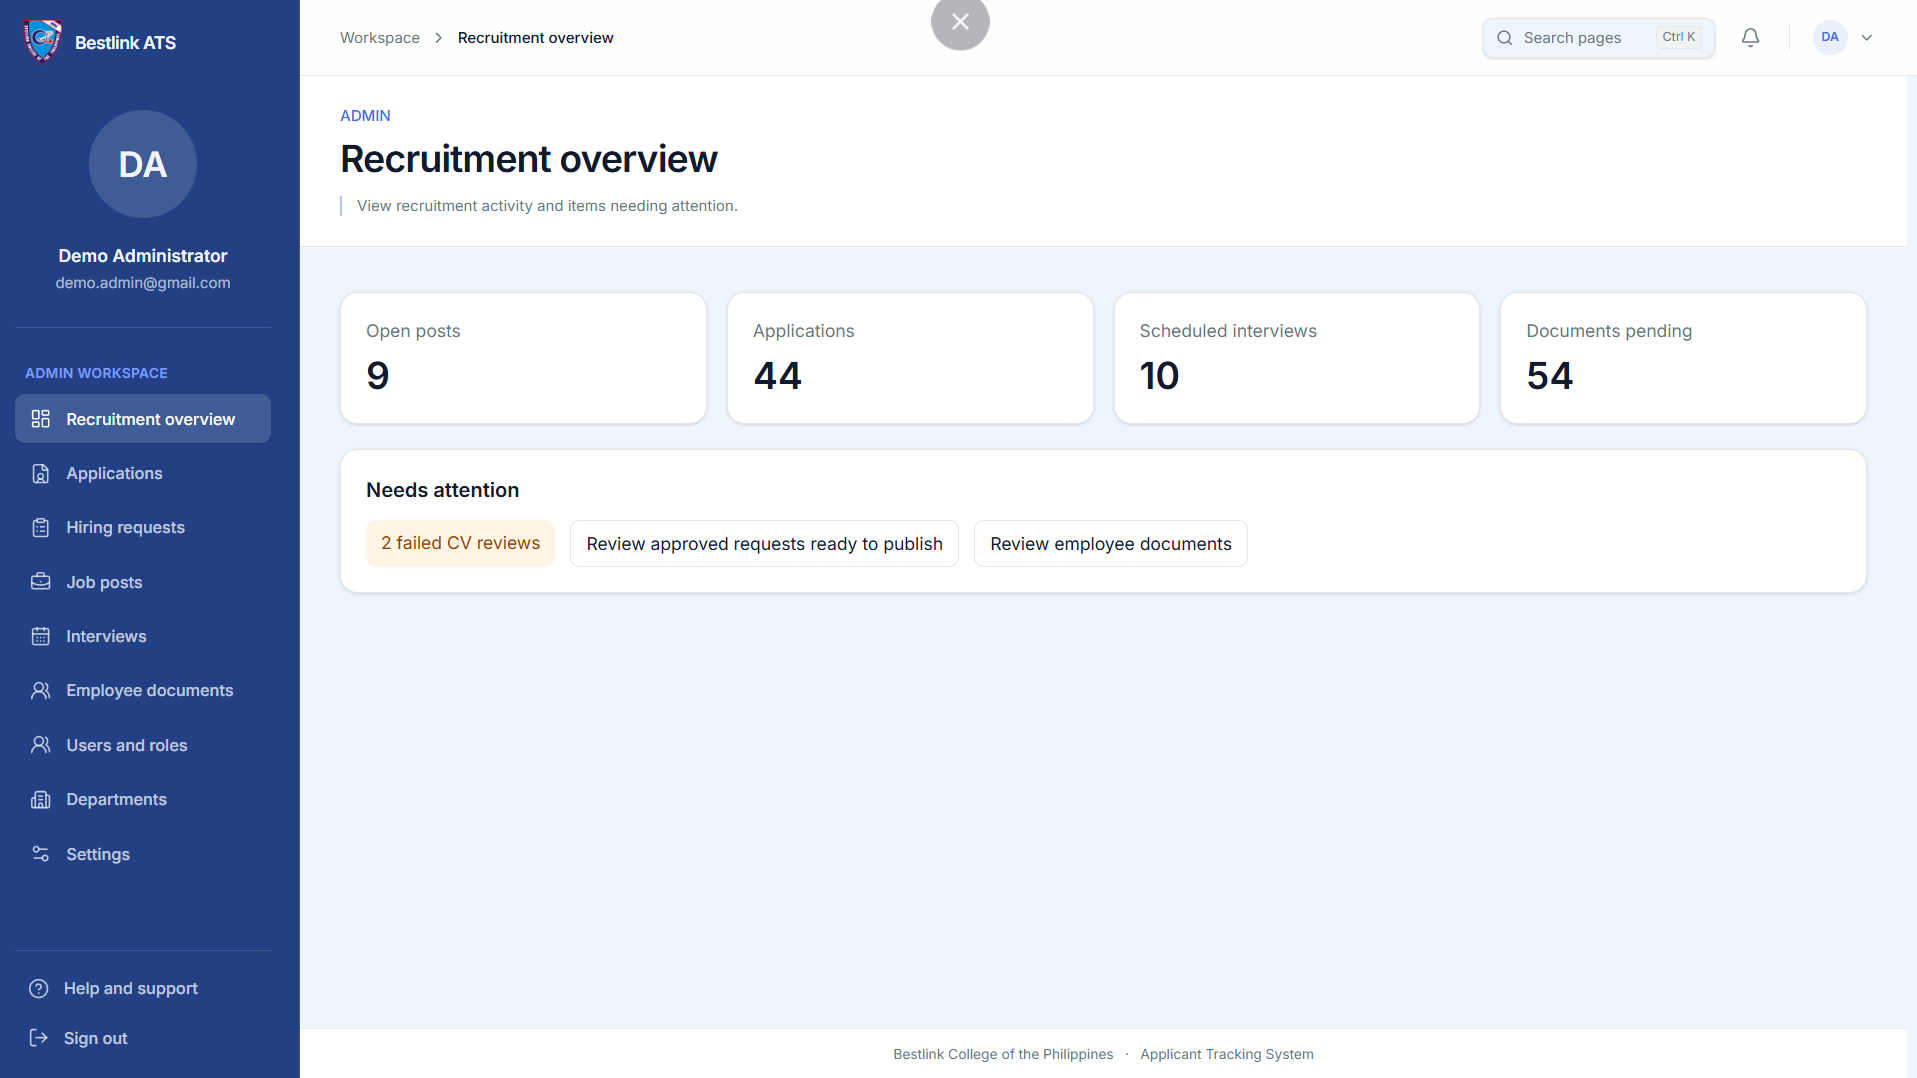 Bestlink ATS
DA
Demo Administrator
demo.admin@gmail.com
ADMIN WORKSPACE
Recruitment overview
Applications
Hiring requests
Job posts
Interviews
Employee documents
Users and roles
Departments
Settings
Help and support
Sign out
Workspace > Recruitment overview
Search pages Ctrl K
DA
ADMIN
Recruitment overview
View recruitment activity and items needing attention.
Open posts
9
Applications
44
Scheduled interviews
10
Documents pending
54
Needs attention
2 failed CV reviews
Review approved requests ready to publish
Review employee documents
Bestlink College of the Philippines · Applicant Tracking System